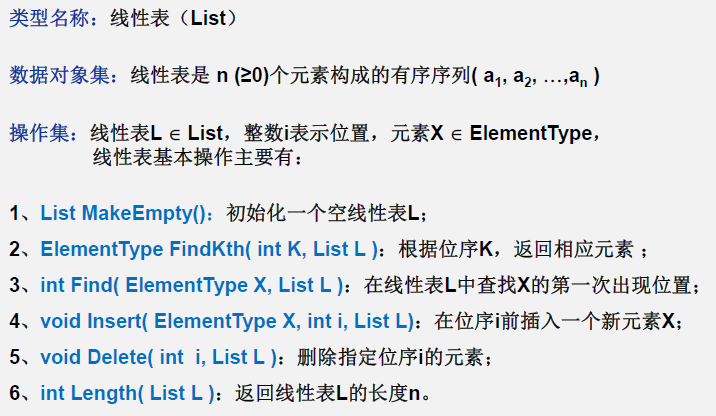 类型名称：线性表（List）
数据对象集：线性表是 n (≥0)个元素构成的有序序列( a1, a2, …,an )
操作集：线性表L ∈ List，整数i表示位置，元素X ∈ ElementType，
线性表基本操作主要有：
1、List MakeEmpty()：初始化一个空线性表L；
2、ElementType FindKth( int K, List L )：根据位序K，返回相应元素 ；
3、int Find( ElementType X, List L )：在线性表L中查找X的第一次出现位置；
4、void Insert( ElementType X, int i, List L)：在位序i前插入一个新元素X；
5、void Delete( int  i, List L )：删除指定位序i的元素；
6、int Length( List L )：返回线性表L的长度n。